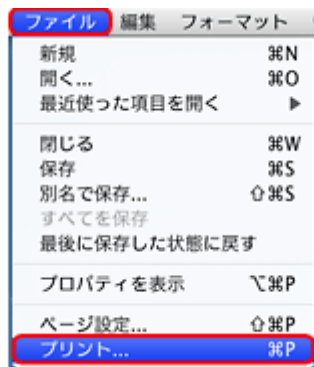 ファイル 編集 フォーマット
新規 ⌘N
開く... ⌘O
最近使った項目を開く ▶
閉じる ⌘W
保存 ⌘S
別名で保存... ⇧⌘S
すべてを保存
最後に保存した状態に戻す
プロパティを表示 ⌥⌘P
ページ設定... ⇧⌘P
プリント... ⌘P